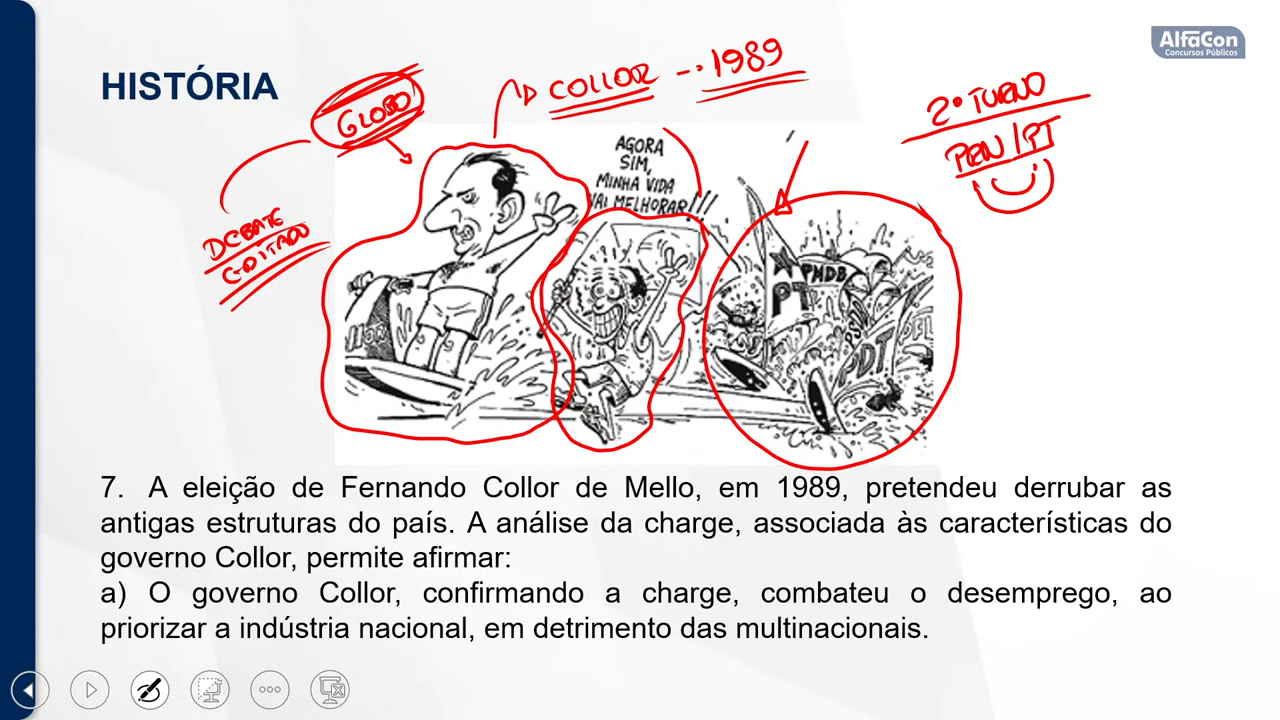 AlfaCon
Concursos Públicos
HISTÓRIA
GLOBO
COLLOR --: 1989
2º TURNO
PRN/PT
DEBATE
EDITADO
AGORA
SIM,
MINHA VIDA
VAI MELHORAR!!!
PMDB
PT
PDT
7. A eleição de Fernando Collor de Mello, em 1989, pretendeu derrubar as
antigas estruturas do país. A análise da charge, associada às características do
governo Collor, permite afirmar:
a) O governo Collor, confirmando a charge, combateu o desemprego, ao
priorizar a indústria nacional, em detrimento das multinacionais.